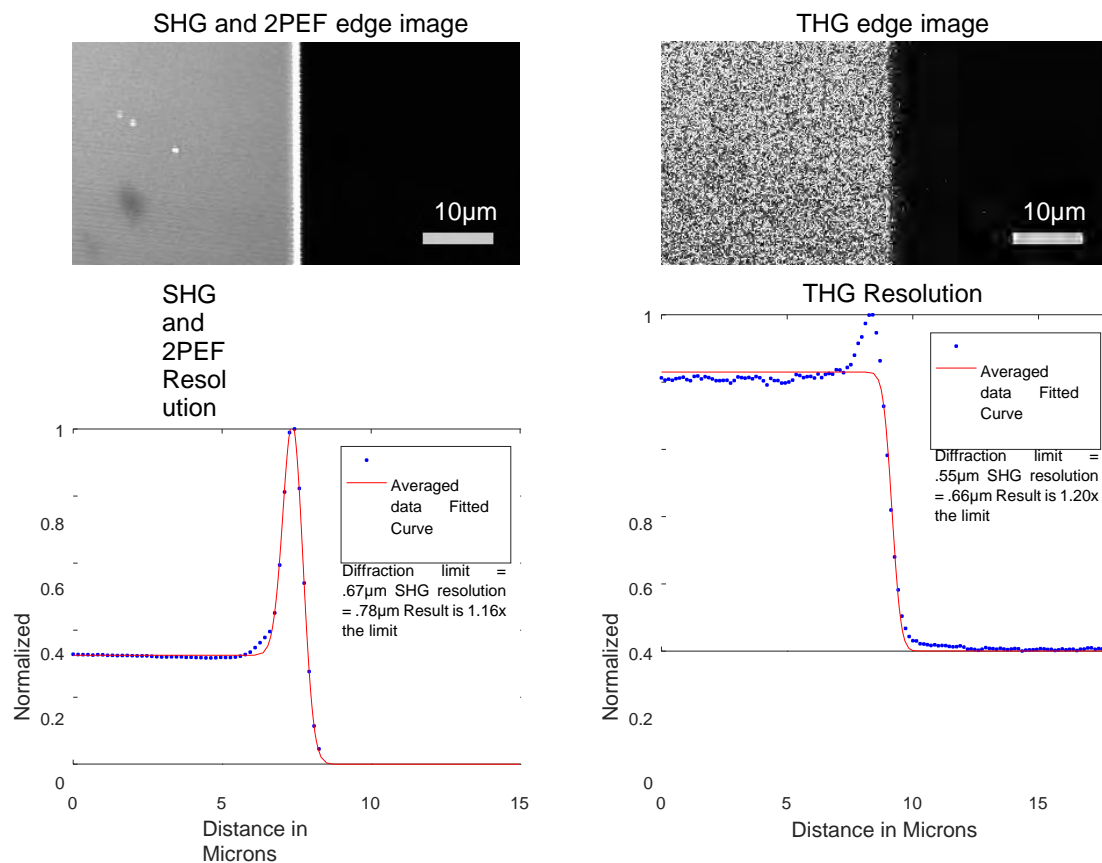 SHG and 2PEF edge image
10µm
THG edge image
10µm
SHG
and
2PEF
Resol
ution
1
0.8
0.6
0.4
0.2
0
Normalized
Averaged
data Fitted
Curve
Diffraction limit =
.67µm SHG resolution
= .78µm Result is 1.16x
the limit
0 5 10 15
Distance in
Microns
THG Resolution
1
0.8
0.6
0.4
0.2
0
Normalized
Averaged
data Fitted
Curve
Diffraction limit =
.55µm SHG resolution
= .66µm Result is 1.20x
the limit
0 5 10 15
Distance in Microns